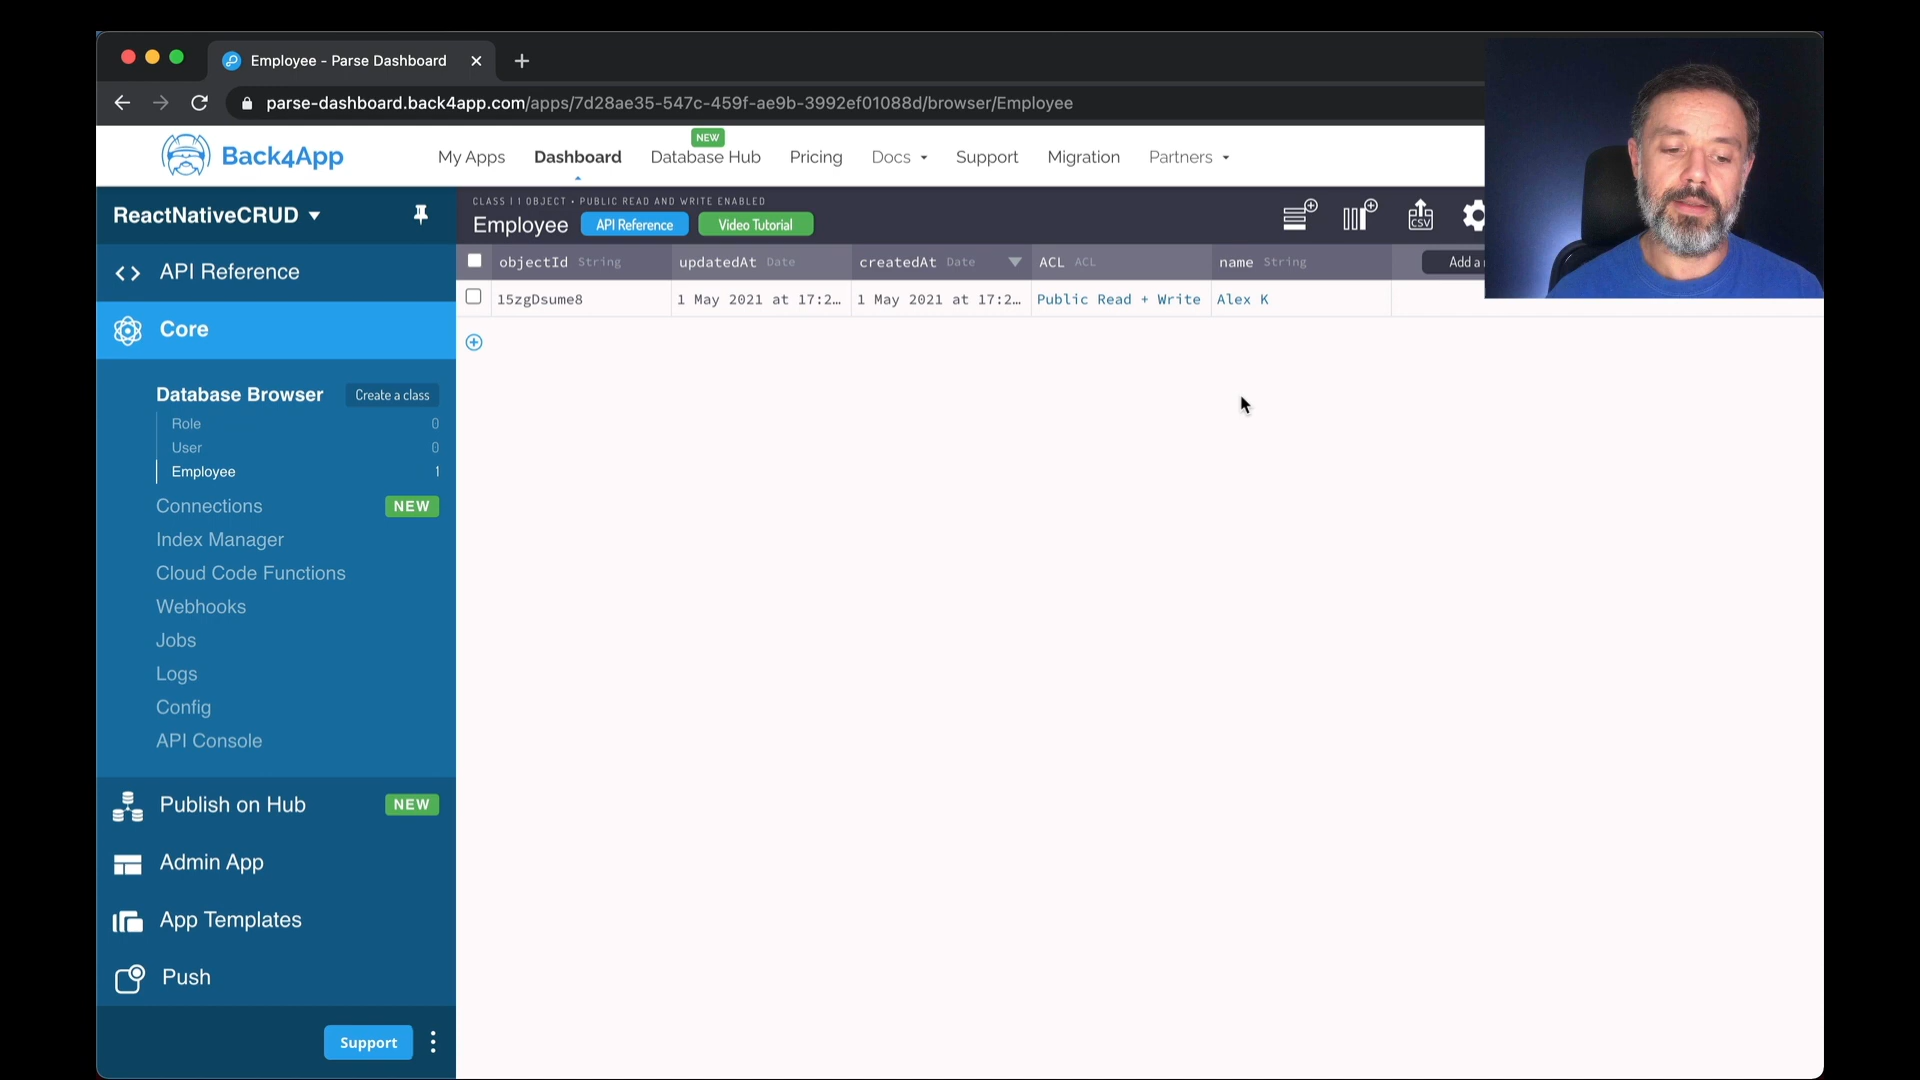 Employee - Parse Dashboard
parse-dashboard.back4app.com/apps/7d28ae35-547c-459f-ae9b-3992ef01088d/browser/Employee
Back4App
My Apps
Dashboard
NEW
Database Hub
Pricing
Docs
Support
Migration
Partners
ReactNativeCRUD
API Reference
Core
Database Browser
Create a class
Role 0
User 0
Employee 1
Connections NEW
Index Manager
Cloud Code Functions
Webhooks
Jobs
Logs
Config
API Console
Publish on Hub NEW
Admin App
App Templates
Push
Support
CLASS | 1 OBJECT • PUBLIC READ AND WRITE ENABLED
Employee API Reference Video Tutorial
CSV
objectId String updatedAt Date createdAt Date ACL ACL name String Add a
15zgDsume8 1 May 2021 at 17:2… 1 May 2021 at 17:2… Public Read + Write Alex K